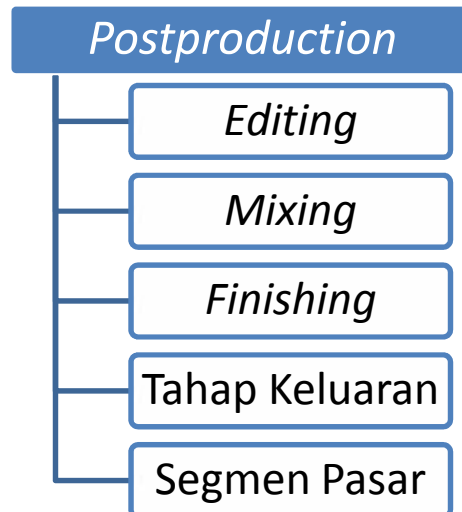 Postproduction
Editing
Mixing
Finishing
Tahap Keluaran
Segmen Pasar